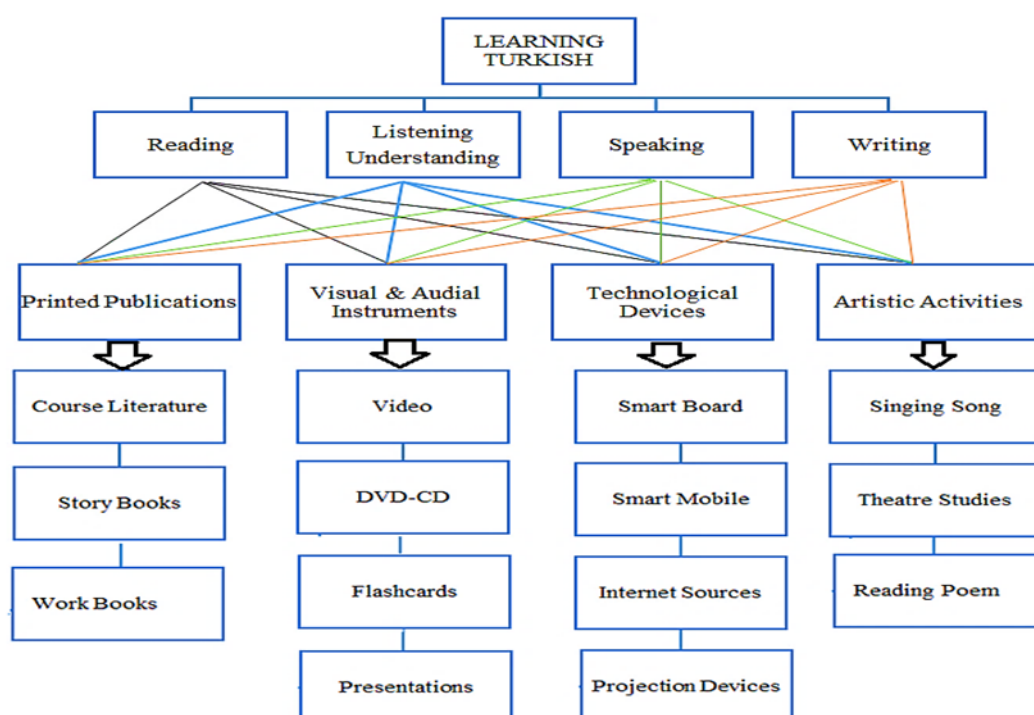 LEARNING
TURKISH
Reading
Listening
Understanding
Speaking
Writing
Printed Publications
Visual & Audial
Instruments
Technological
Devices
Artistic Activities
Course Literature
Video
Smart Board
Singing Song
Story Books
DVD-CD
Smart Mobile
Theatre Studies
Work Books
Flashcards
Internet Sources
Reading Poem
Presentations
Projection Devices